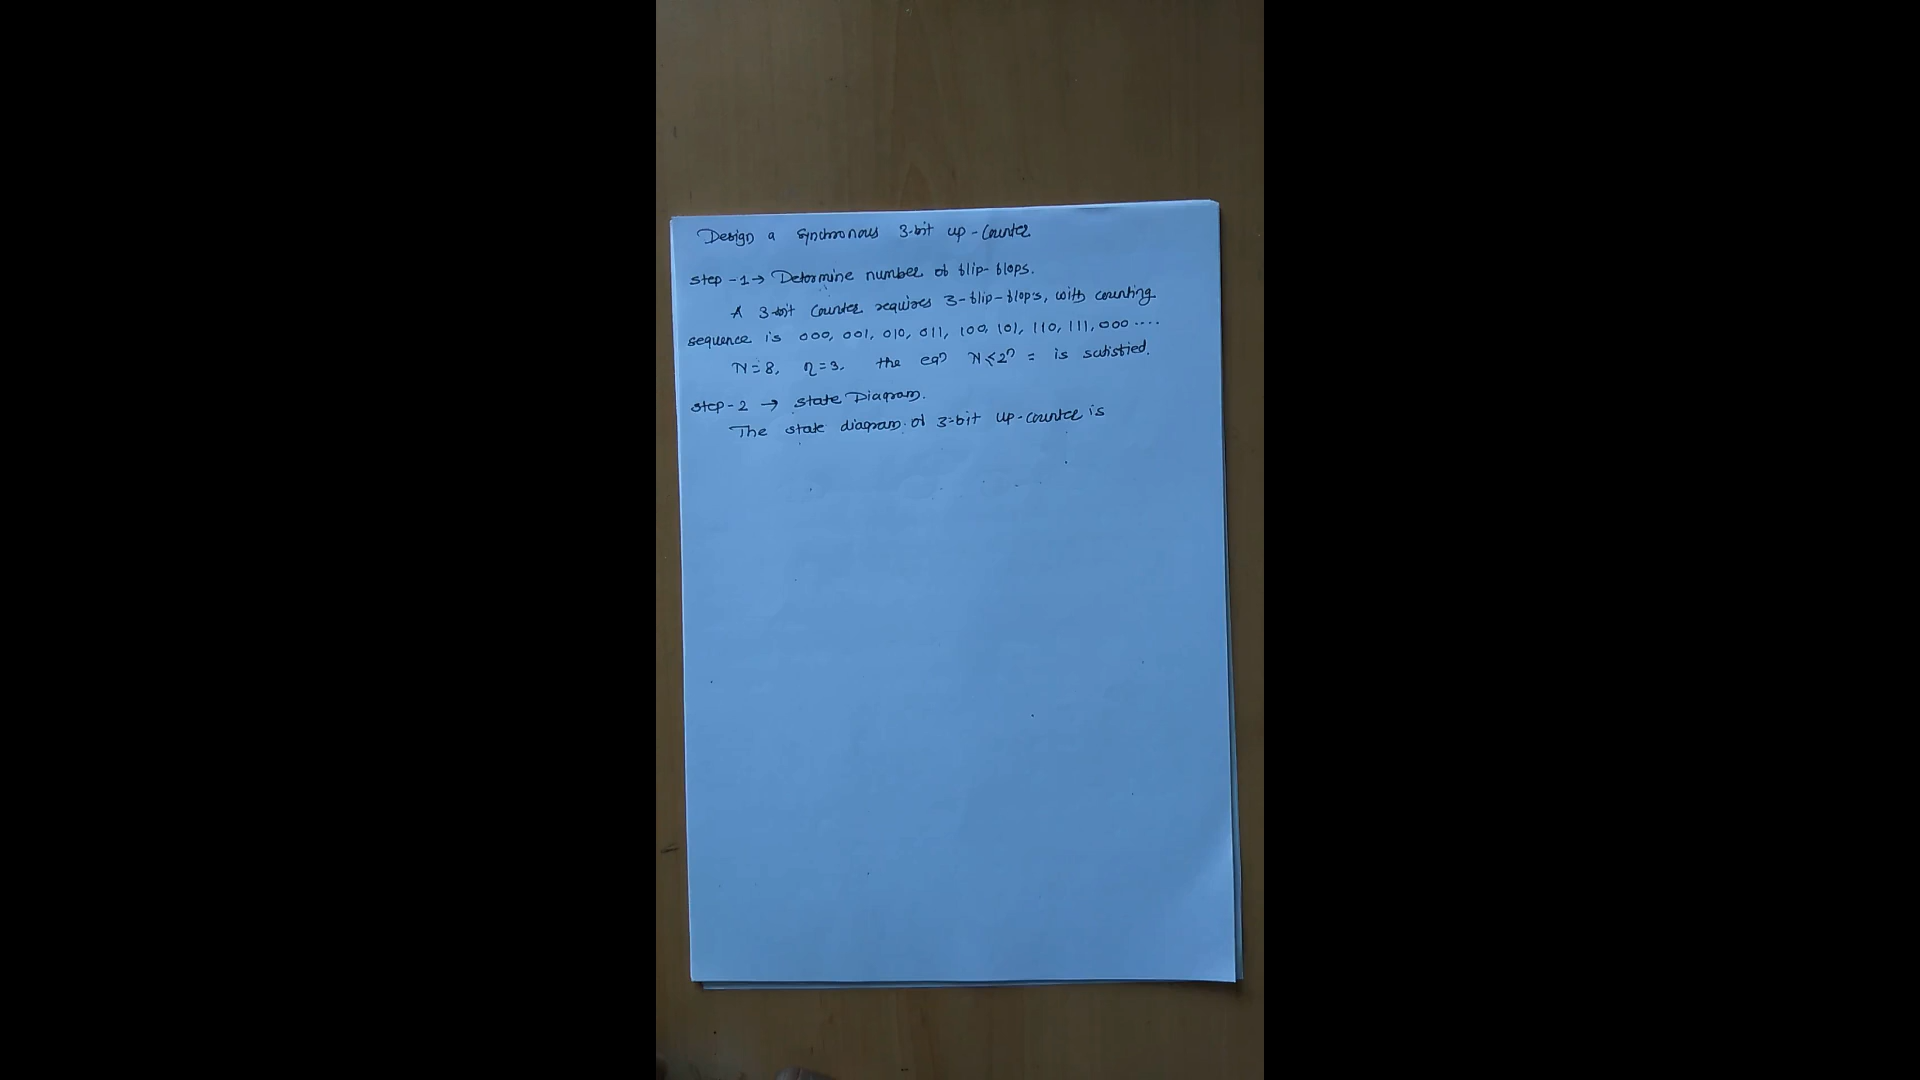 Design a synchronous 3-bit up-counter
step-1→ Determine number of flip-flops.
A 3-bit counter requires 3-flip-flops, with counting
sequence is 000, 001, 010, 011, 100, 101, 110, 111, 000 ....
N=8, n=3, the eqn N<2ⁿ = is satisfied.
step-2 → state Diagram.
The state diagram of 3-bit up-counter is